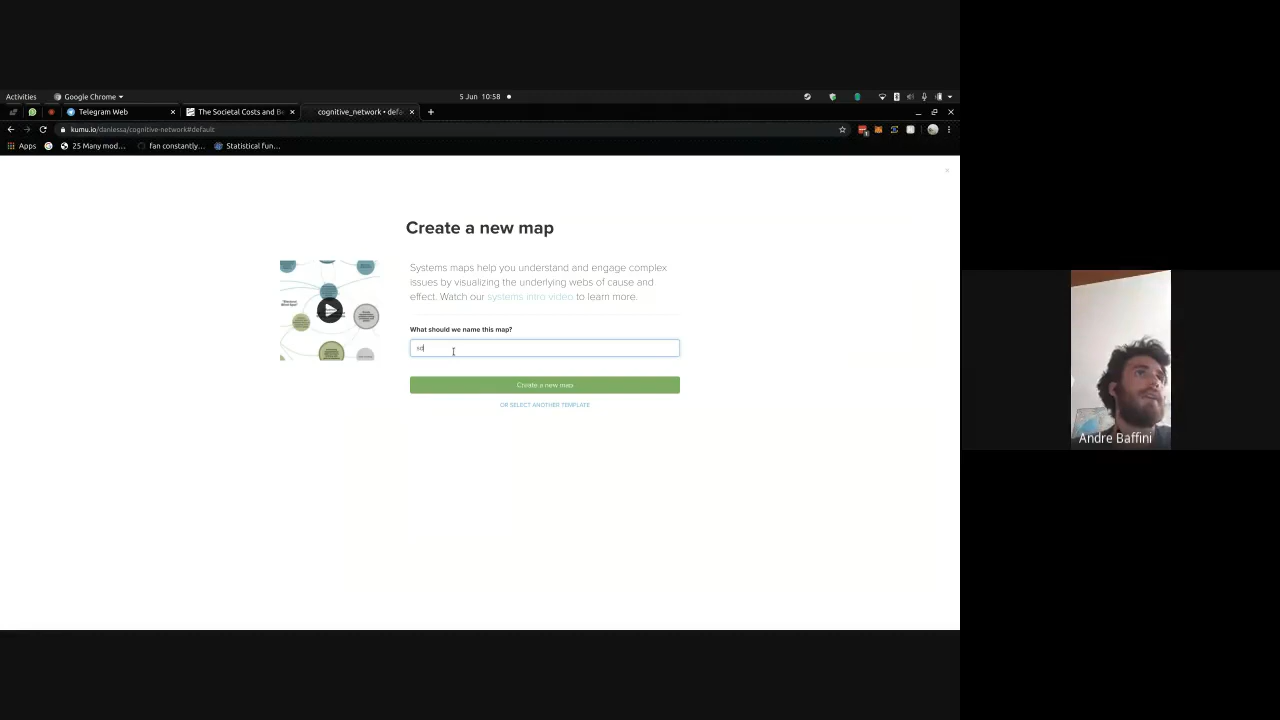 Activities Google Chrome 5 Jun 10:58
Telegram Web The Societal Costs and B cognitive_network • defa
kumu.io/danlessa/cognitive-network#default
Apps 25 Many mod... fan constantly... Statistical fun...
Create a new map
Systems maps help you understand and engage complex
issues by visualizing the underlying webs of cause and
effect. Watch our systems intro video to learn more.
What should we name this map?
Create a new map
OR SELECT ANOTHER TEMPLATE
Andre Baffini